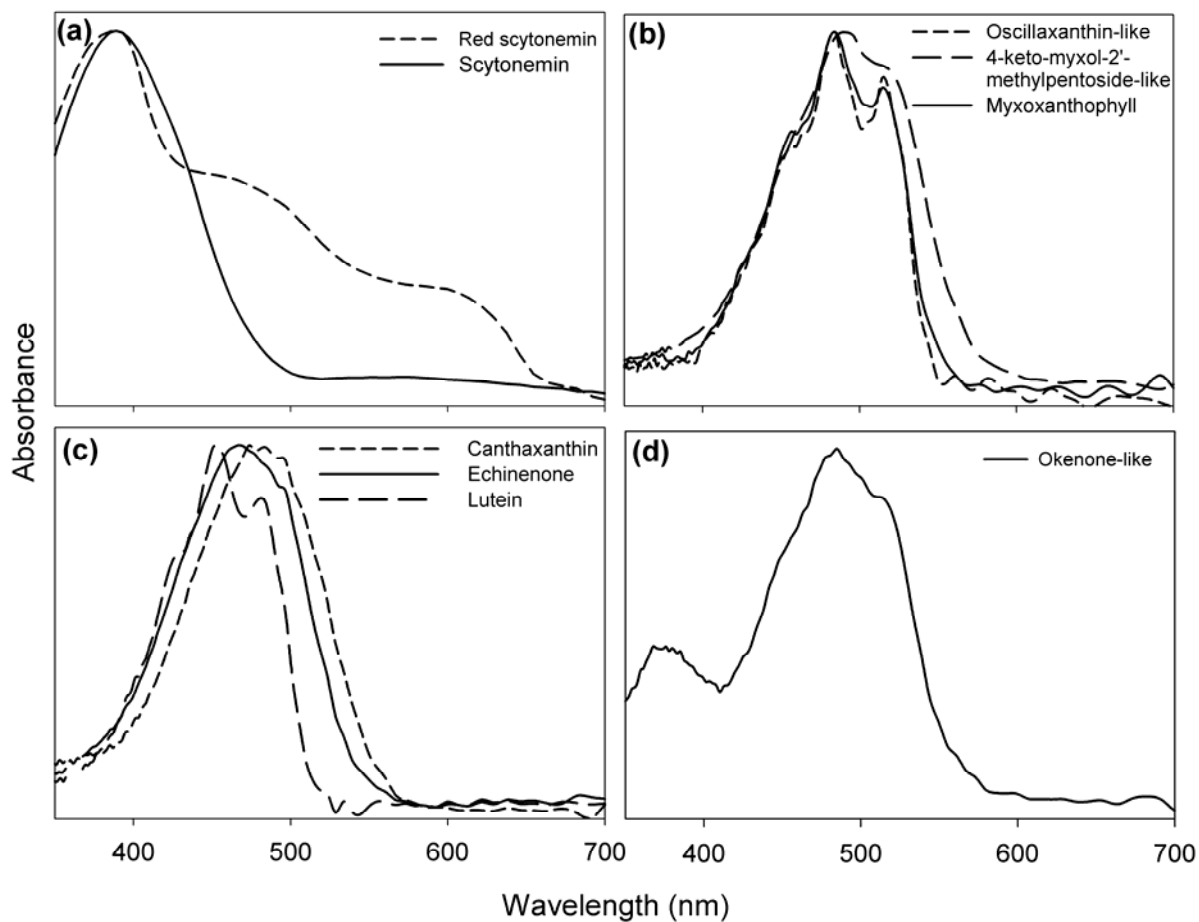 (a)
Red scytonemin
Scytonemin
(b)
Oscillaxanthin-like
4-keto-myxol-2'-
methylpentoside-like
Myxoxanthophyll
Absorbance
(c)
Canthaxanthin
Echinenone
Lutein
(d)
Okenone-like
400 500 600 700
400 500 600 700
Wavelength (nm)